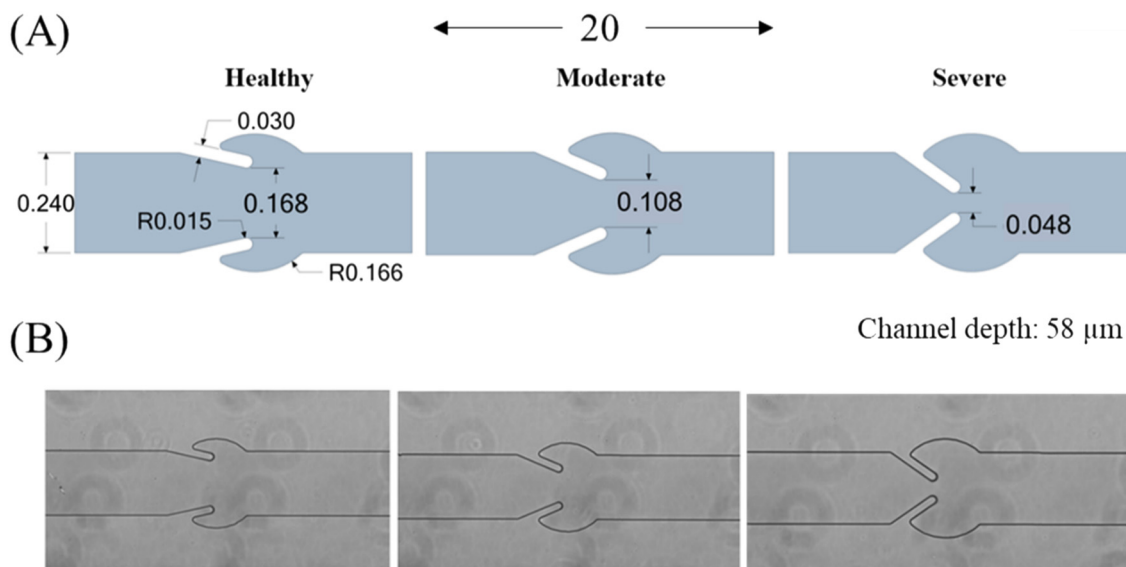 (A)
20
Healthy
Moderate
Severe
0.030
0.240
R0.015
0.168
R0.166
0.108
0.048
Channel depth: 58 µm
(B)